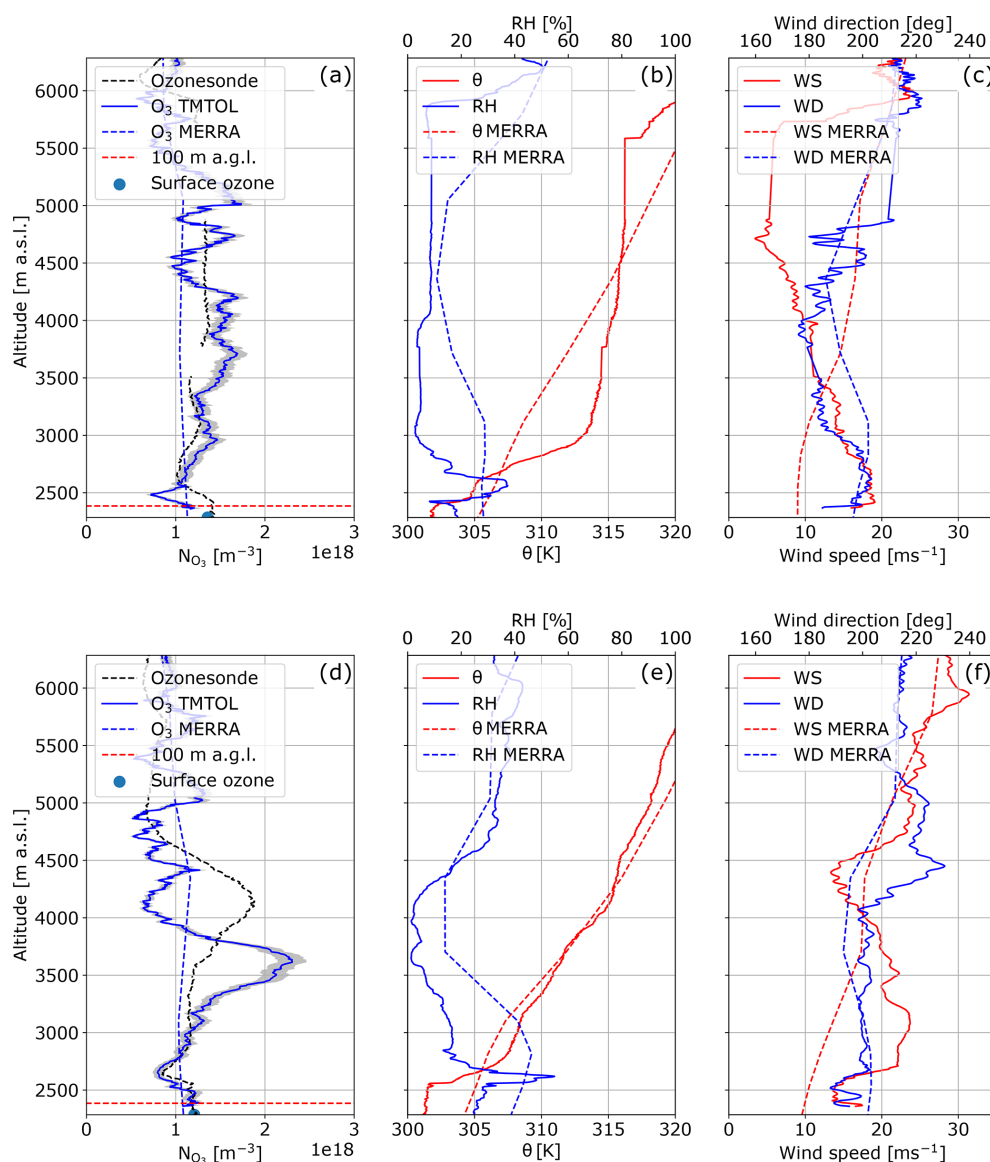 RH [%]
Wind direction [deg]
0 20 40 60 80 100
160 180 200 220 240
(a)
Ozonesonde
O₃ TMTOL
O₃ MERRA
100 m a.g.l.
Surface ozone
(b)
θ
RH
θ MERRA
RH MERRA
(c)
WS
WD
WS MERRA
WD MERRA
Altitude [m a.s.l.]
6000
5500
5000
4500
4000
3500
3000
2500
0 1 2 3
1e18
N_O₃ [m⁻³]
300 305 310 315 320
θ [K]
0 10 20 30
Wind speed [ms⁻¹]
RH [%]
Wind direction [deg]
0 20 40 60 80 100
160 180 200 220 240
(d)
Ozonesonde
O₃ TMTOL
O₃ MERRA
100 m a.g.l.
Surface ozone
(e)
θ
RH
θ MERRA
RH MERRA
(f)
WS
WD
WS MERRA
WD MERRA
Altitude [m a.s.l.]
6000
5500
5000
4500
4000
3500
3000
2500
0 1 2 3
1e18
N_O₃ [m⁻³]
300 305 310 315 320
θ [K]
0 10 20 30
Wind speed [ms⁻¹]